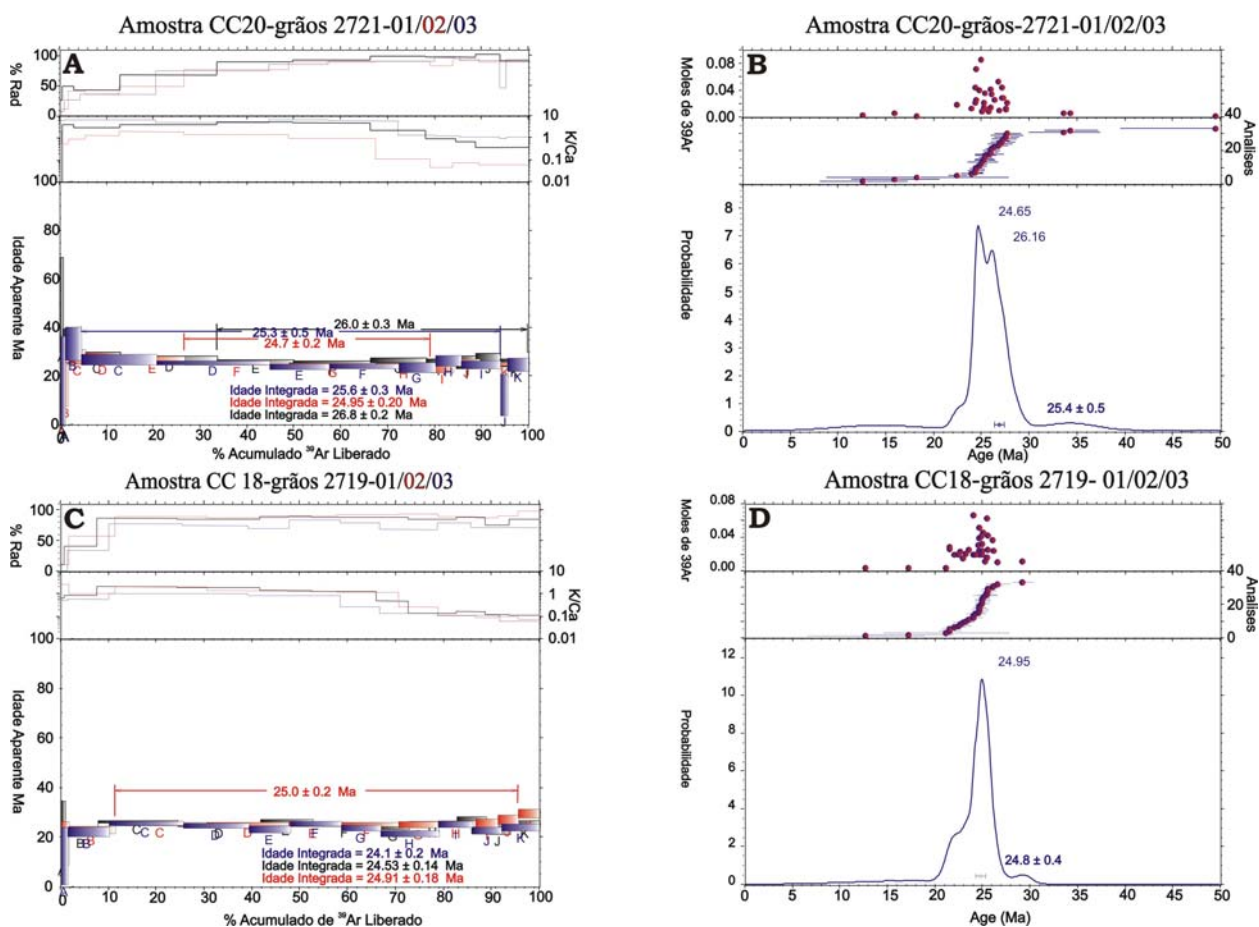 Amostra CC20-grãos 2721-01/02/03
A
% Rad
100
50
0
K/Ca
10
1
0.1
0.01
Idade Aparente Ma
100
80
60
40
20
0
26.0 ± 0.3 Ma
25.3 ± 0.5 Ma
24.7 ± 0.2 Ma
B C D C E D D F E E G F H G H I J I J K K
Idade Integrada = 25.6 ± 0.3 Ma
Idade Integrada = 24.95 ± 0.20 Ma
Idade Integrada = 26.8 ± 0.2 Ma
0 10 20 30 40 50 60 70 80 90 100
% Acumulado ³⁹Ar Liberado
Amostra CC20-grãos-2721-01/02/03
B
Moles de 39Ar
0.08
0.04
0.00
Analises
40
20
0
Probabilidade
8
7
6
5
4
3
2
1
0
24.65
26.16
25.4 ± 0.5
0 5 10 15 20 25 30 35 40 45 50
Age (Ma)
Amostra CC 18-grãos 2719-01/02/03
C
% Rad
100
50
0
K/Ca
10
1
0.1
0.01
Idade Aparente Ma
100
80
60
40
20
0
25.0 ± 0.2 Ma
B B B C C C D D D E E F G G H H I J J K
Idade Integrada = 24.1 ± 0.2 Ma
Idade Integrada = 24.53 ± 0.14 Ma
Idade Integrada = 24.91 ± 0.18 Ma
0 10 20 30 40 50 60 70 80 90 100
% Acumulado de ³⁹Ar Liberado
Amostra CC18-grãos 2719- 01/02/03
D
Moles de 39Ar
0.08
0.04
0.00
Analises
40
20
0
Probabilidade
12
10
8
6
4
2
0
24.95
24.8 ± 0.4
0 5 10 15 20 25 30 35 40 45 50
Age (Ma)